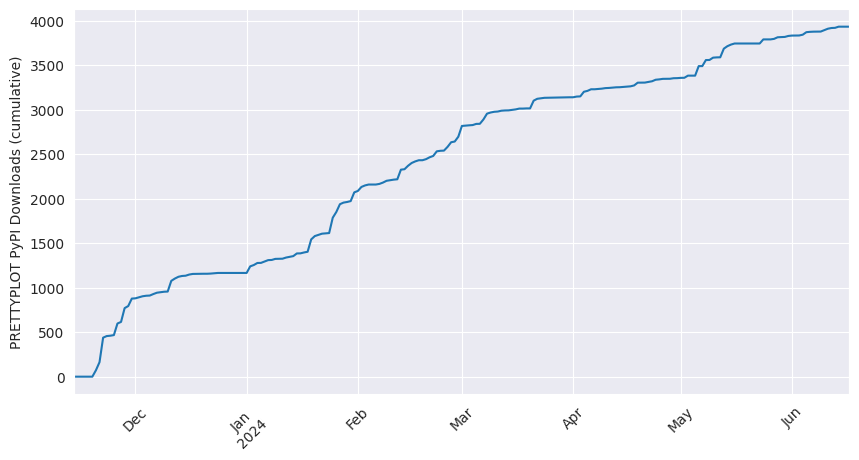 PRETTYPLOT PyPI Downloads (cumulative)
4000
3500
3000
2500
2000
1500
1000
500
0
Dec
Jan
2024
Feb
Mar
Apr
May
Jun